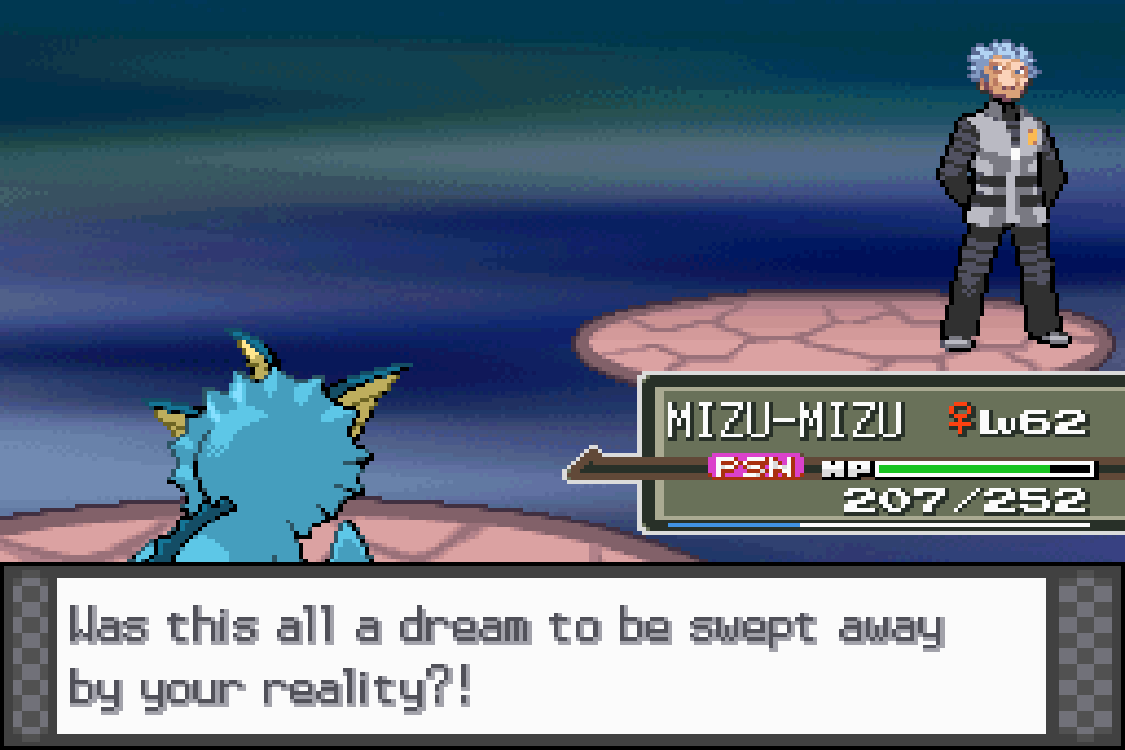 MIZU-MIZU ♀Lv62
PSN HP
207/252
Was this all a dream to be swept away
by your reality?!